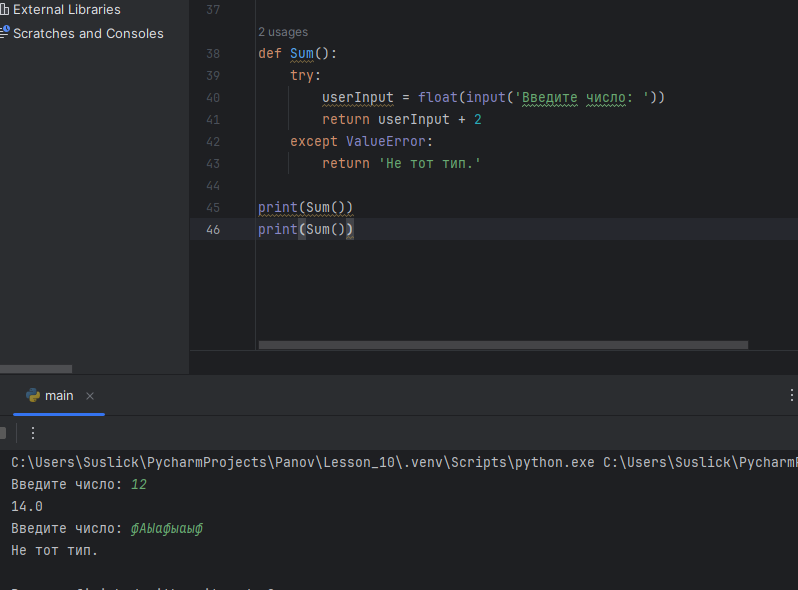 External Libraries
Scratches and Consoles
37
2 usages
38 def Sum():
39 try:
40 userInput = float(input('Введите число: '))
41 return userInput + 2
42 except ValueError:
43 return 'Не тот тип.'
44
45 print(Sum())
46 print(Sum())
main
C:\Users\Suslick\PycharmProjects\Panov\Lesson_10\.venv\Scripts\python.exe C:\Users\Suslick\PycharmP
Введите число: 12
14.0
Введите число: фАЫафыаыф
Не тот тип.